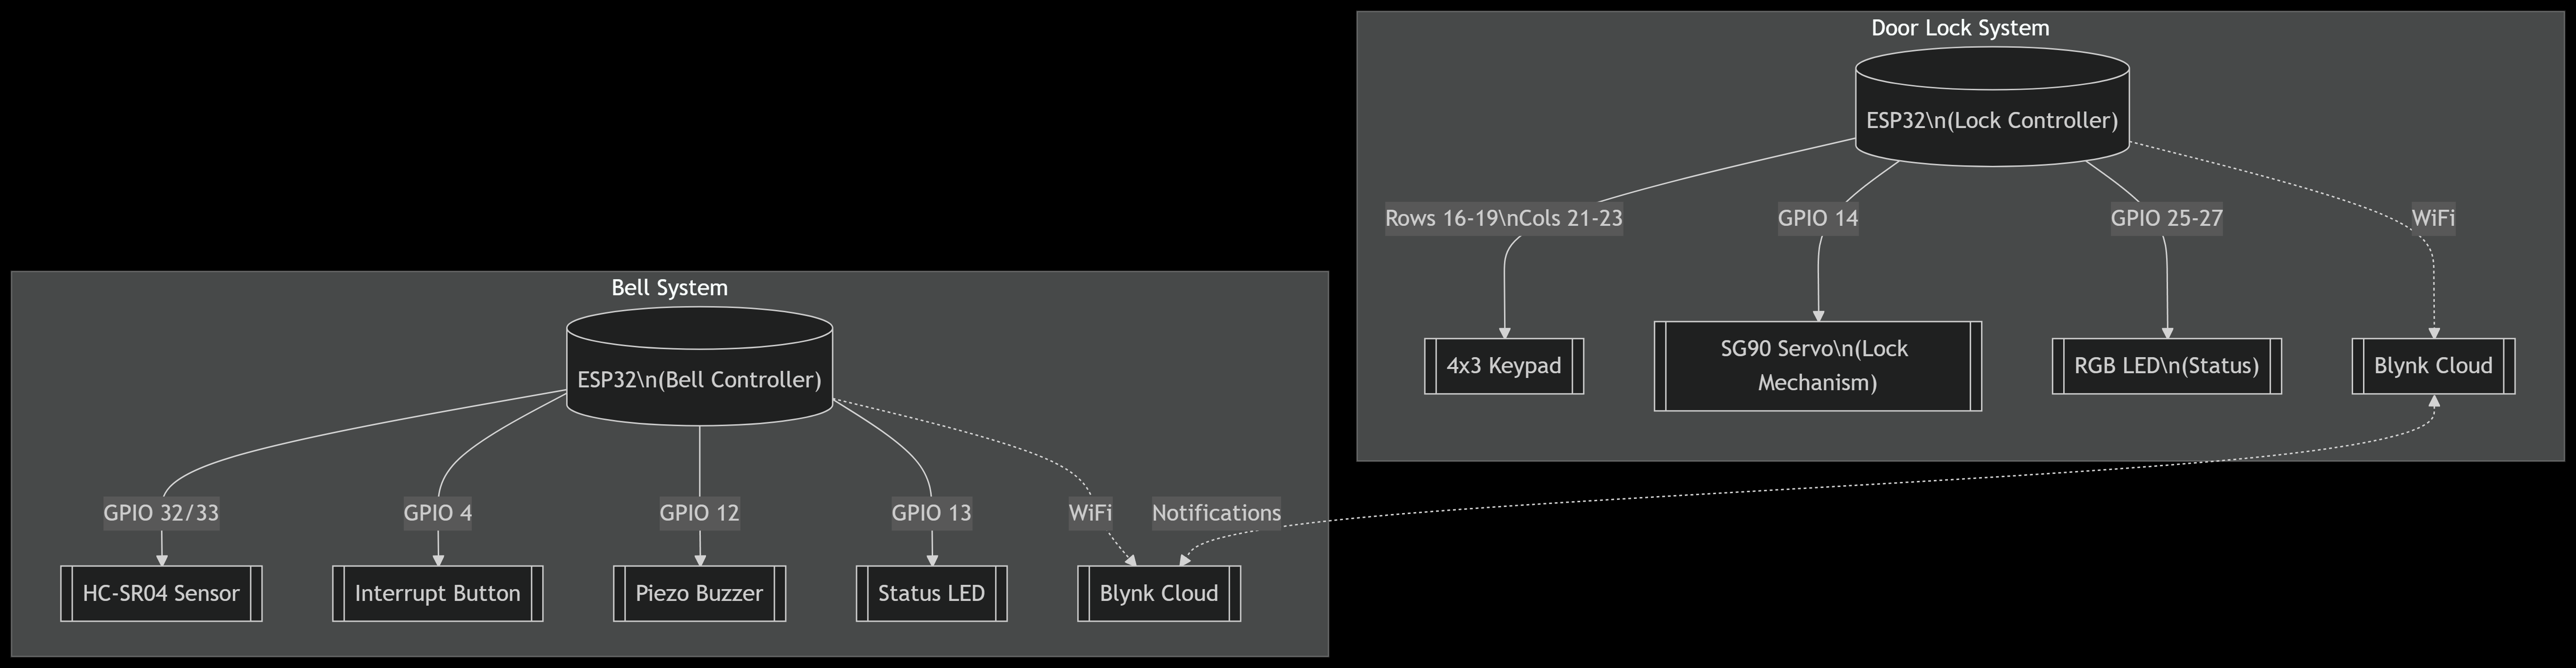 Door Lock System
ESP32\n(Lock Controller)
Rows 16-19\nCols 21-23
GPIO 14
GPIO 25-27
WiFi
4x3 Keypad
SG90 Servo\n(Lock
Mechanism)
RGB LED\n(Status)
Blynk Cloud
Bell System
ESP32\n(Bell Controller)
GPIO 32/33
GPIO 4
GPIO 12
GPIO 13
WiFi
Notifications
HC-SR04 Sensor
Interrupt Button
Piezo Buzzer
Status LED
Blynk Cloud